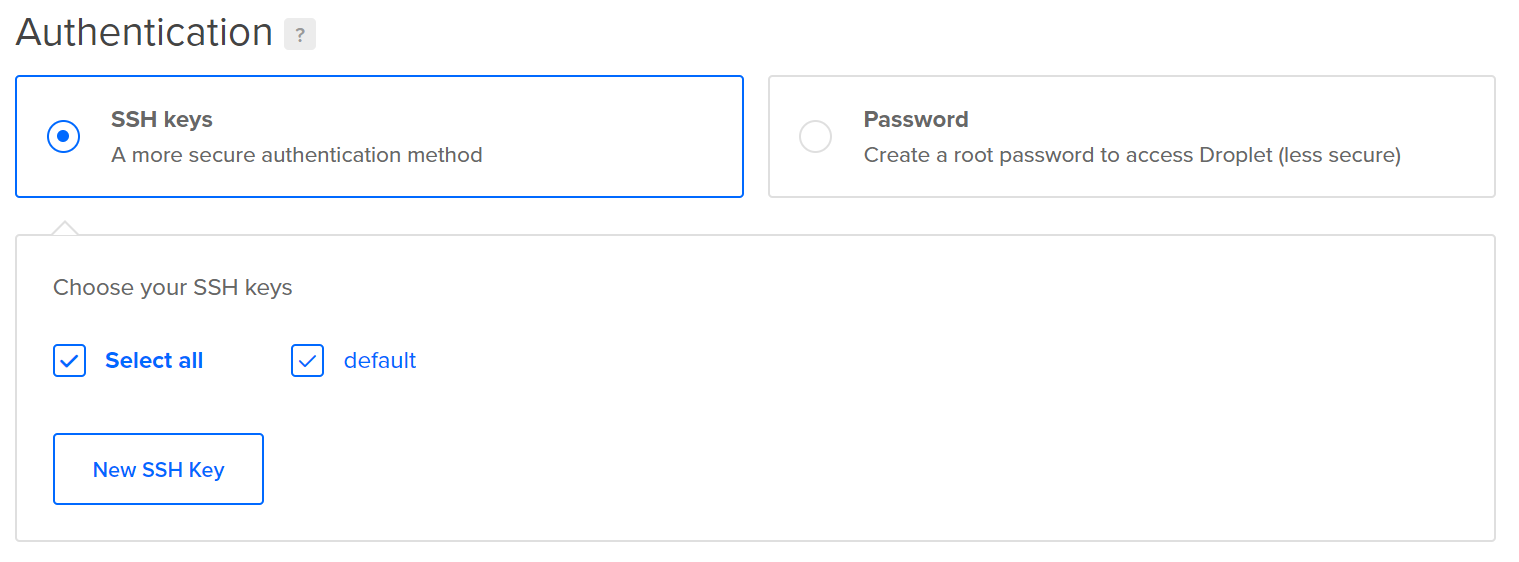 Authentication ?
SSH keys
A more secure authentication method
Password
Create a root password to access Droplet (less secure)
Choose your SSH keys
Select all
default
New SSH Key